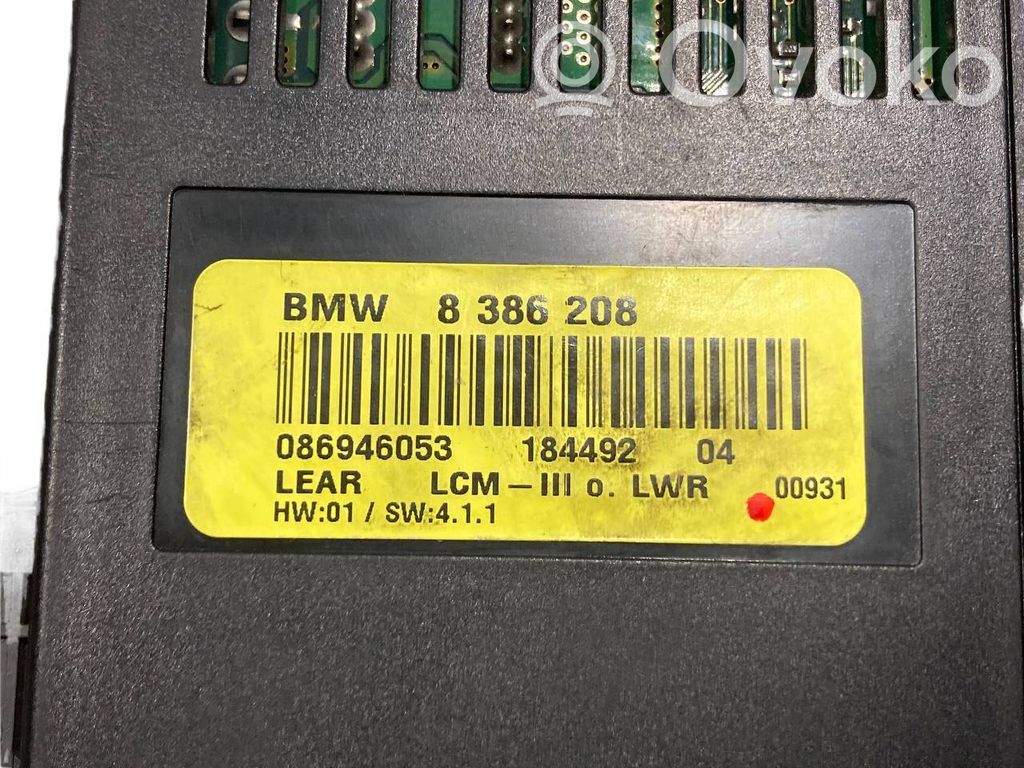 Ovoko
BMW 8 386 208
086946053 184492 04
LEAR LCM-III o. LWR 00931
HW:01 / SW:4.1.1